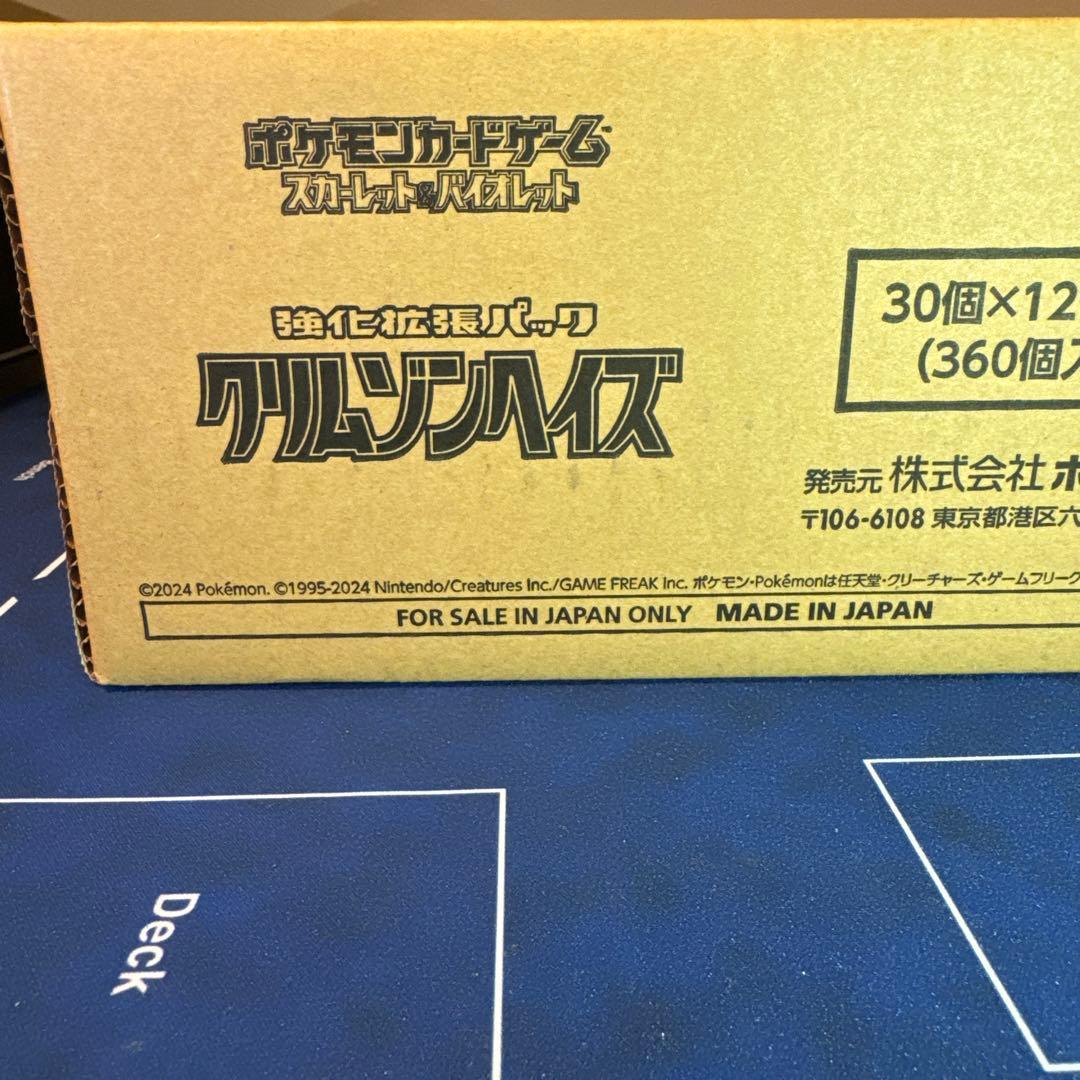 ポケモンカードゲーム
スカーレット&バイオレット
強化拡張パック
クリムゾンヘイズ
30個×12
(360個入
発売元 株式会社 ポ
〒106-6108 東京都港区六
©2024 Pokémon. ©1995-2024 Nintendo/Creatures Inc./GAME FREAK Inc. ポケモン・Pokémonは任天堂・クリーチャーズ・ゲームフリーク
FOR SALE IN JAPAN ONLY MADE IN JAPAN
Deck